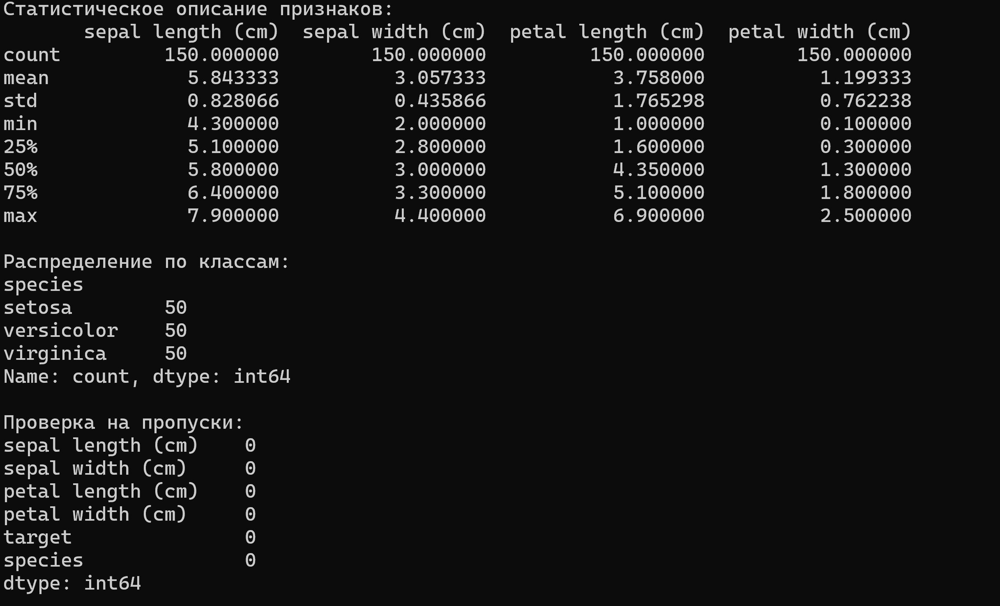 Статистическое описание признаков:
       sepal length (cm)  sepal width (cm)  petal length (cm)  petal width (cm)
count         150.000000        150.000000         150.000000        150.000000
mean            5.843333          3.057333           3.758000          1.199333
std             0.828066          0.435866           1.765298          0.762238
min             4.300000          2.000000           1.000000          0.100000
25%             5.100000          2.800000           1.600000          0.300000
50%             5.800000          3.000000           4.350000          1.300000
75%             6.400000          3.300000           5.100000          1.800000
max             7.900000          4.400000           6.900000          2.500000

Распределение по классам:
species
setosa        50
versicolor    50
virginica     50
Name: count, dtype: int64

Проверка на пропуски:
sepal length (cm)    0
sepal width (cm)     0
petal length (cm)    0
petal width (cm)     0
target               0
species              0
dtype: int64